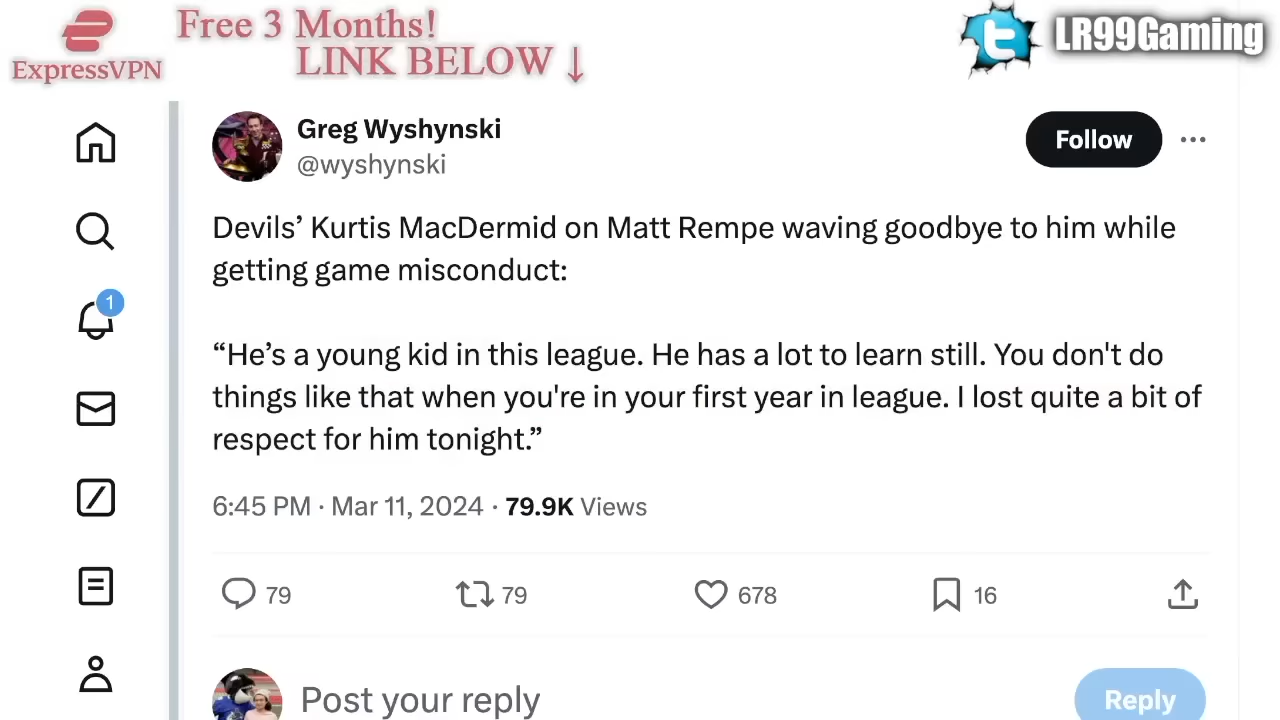 Free 3 Months!
LINK BELOW ↓
ExpressVPN
LR99Gaming
Greg Wyshynski
@wyshynski
Follow
Devils’ Kurtis MacDermid on Matt Rempe waving goodbye to him while
getting game misconduct:
“He’s a young kid in this league. He has a lot to learn still. You don't do
things like that when you're in your first year in league. I lost quite a bit of
respect for him tonight.”
6:45 PM · Mar 11, 2024 · 79.9K Views
79 79 678 16
1
Post your reply
Reply